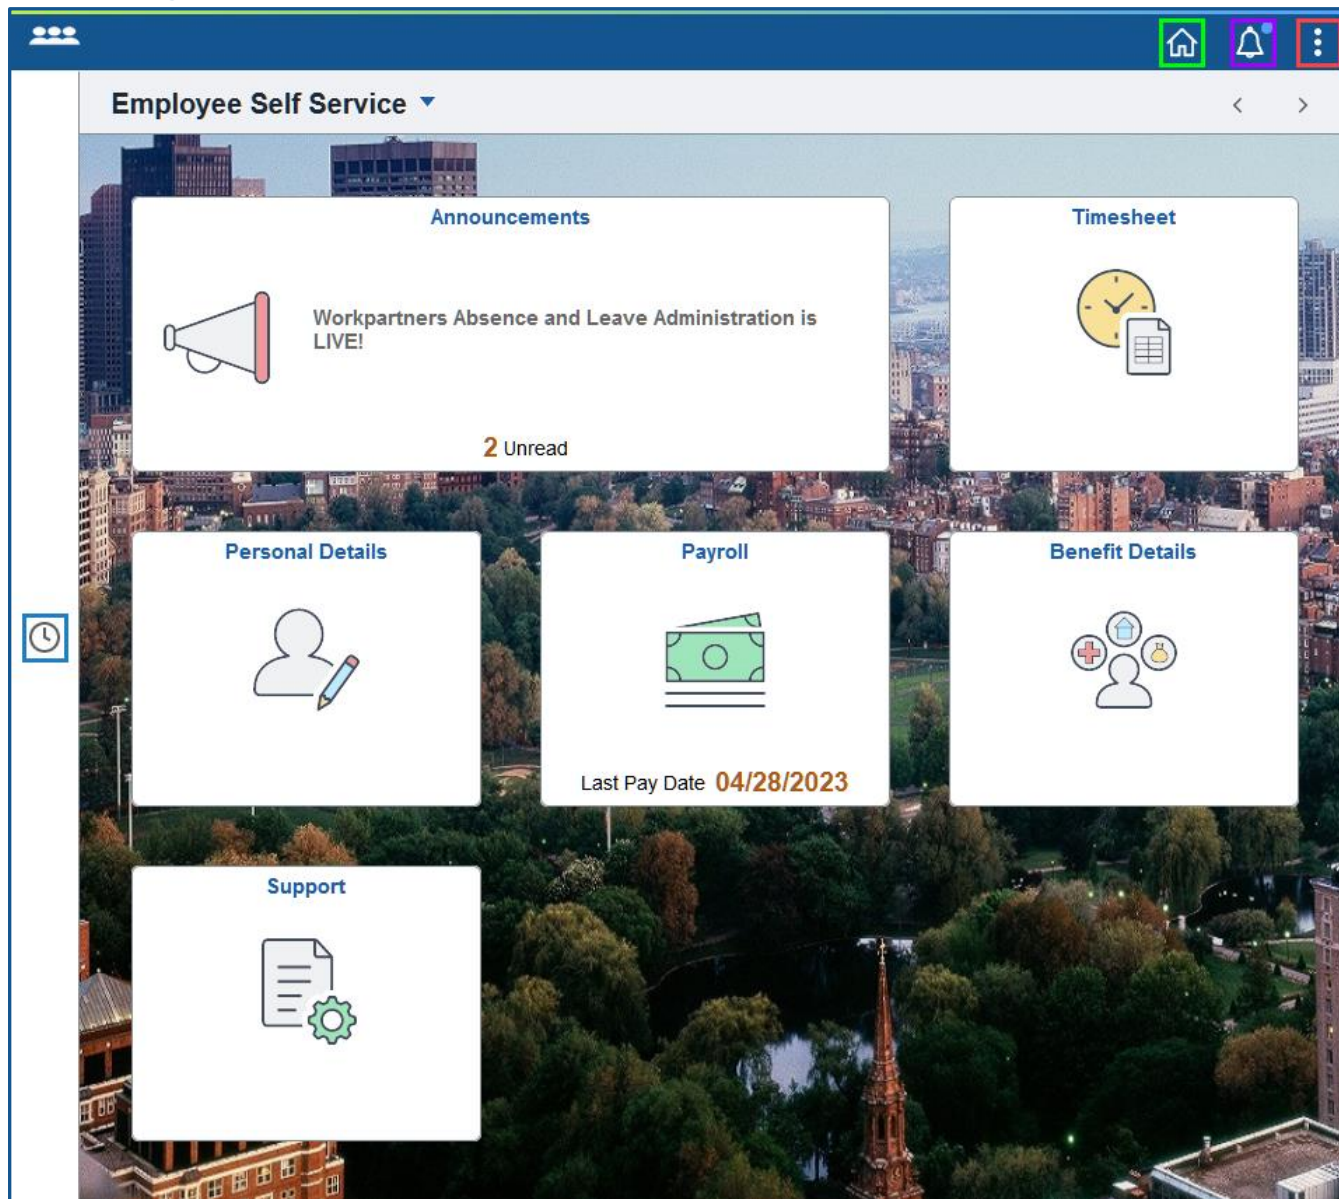 Employee Self Service
Announcements
Workpartners Absence and Leave Administration is
LIVE!
2 Unread
Timesheet
Personal Details
Payroll
Last Pay Date 04/28/2023
Benefit Details
Support